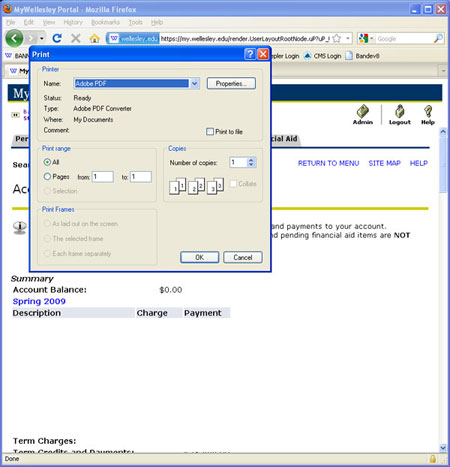 MyWellesley Portal - Mozilla Firefox
File Edit View History Bookmarks Tools Help
wellesley.edu https://my.wellesley.edu/render.UserLayoutRootNode.uP?uP_ Google
BANN epler Login CMS Login Bandev8
Print
Printer
Name: Adobe PDF Properties...
Status: Ready
Type: Adobe PDF Converter
Where: My Documents
Comment: Print to file
Print range
All
Pages from: 1 to: 1
Selection
Copies
Number of copies: 1
1 1 2 2 3 3 Collate
Print Frames
As laid out on the screen
The selected frame
Each frame separately
OK Cancel
My
Admin Logout Help
Per cial Aid
Sear RETURN TO MENU SITE MAP HELP
Acc
and payments to your account.
nd pending financial aid items are NOT
Summary
Account Balance: $0.00
Spring 2009
Description Charge Payment
Term Charges:
Term Credits and Payments:
Done